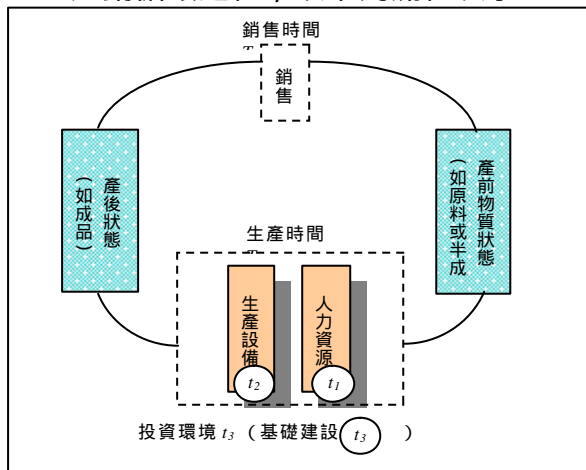 銷售時間
銷售
產後狀態
(如成品)
產前物質狀態
(如原料或半成
生產時間
生產設備
t2
人力資源
t1
投資環境 t3 (基礎建設 t3 )